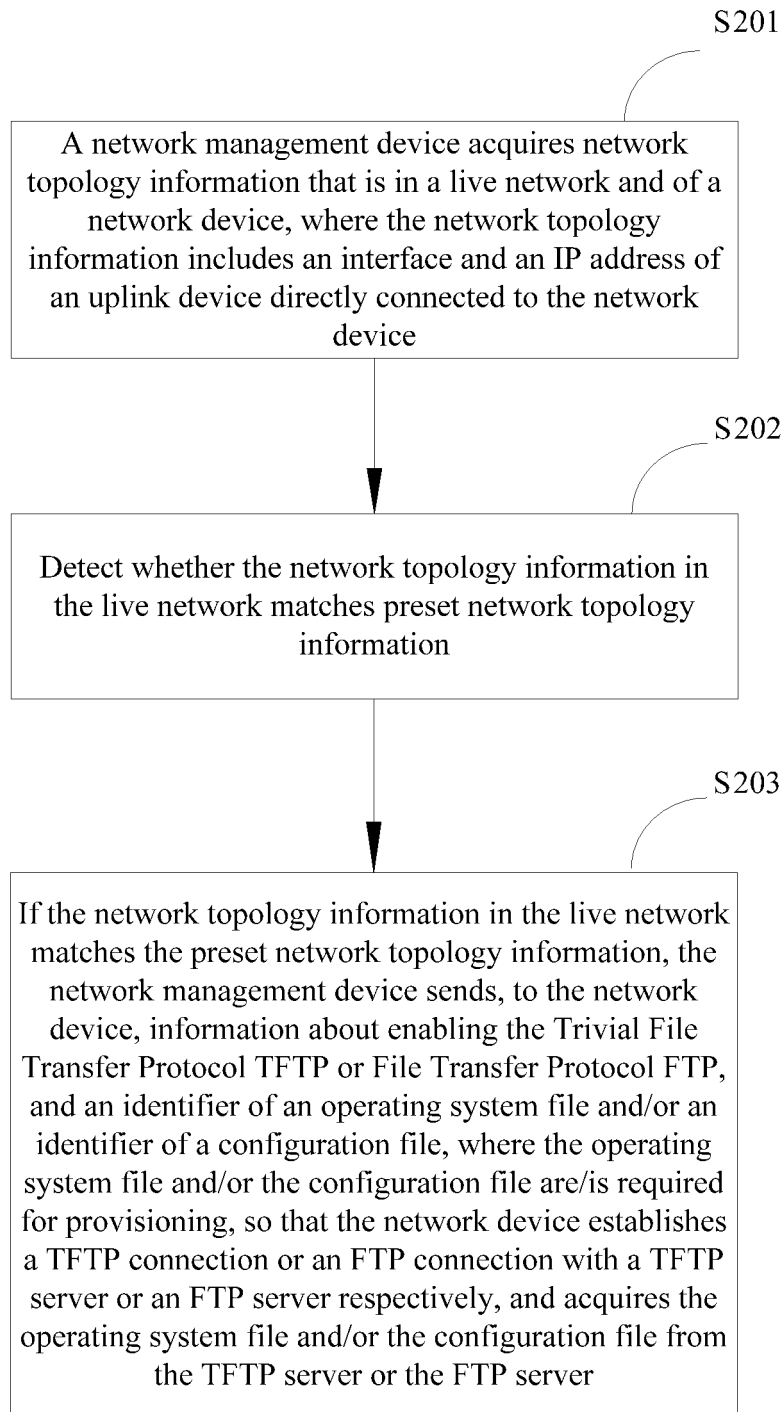 S201
A network management device acquires network
topology information that is in a live network and of a
network device, where the network topology
information includes an interface and an IP address of
an uplink device directly connected to the network
device
S202
Detect whether the network topology information in
the live network matches preset network topology
information
S203
If the network topology information in the live network
matches the preset network topology information, the
network management device sends, to the network
device, information about enabling the Trivial File
Transfer Protocol TFTP or File Transfer Protocol FTP,
and an identifier of an operating system file and/or an
identifier of a configuration file, where the operating
system file and/or the configuration file are/is required
for provisioning, so that the network device establishes
a TFTP connection or an FTP connection with a TFTP
server or an FTP server respectively, and acquires the
operating system file and/or the configuration file from
the TFTP server or the FTP server